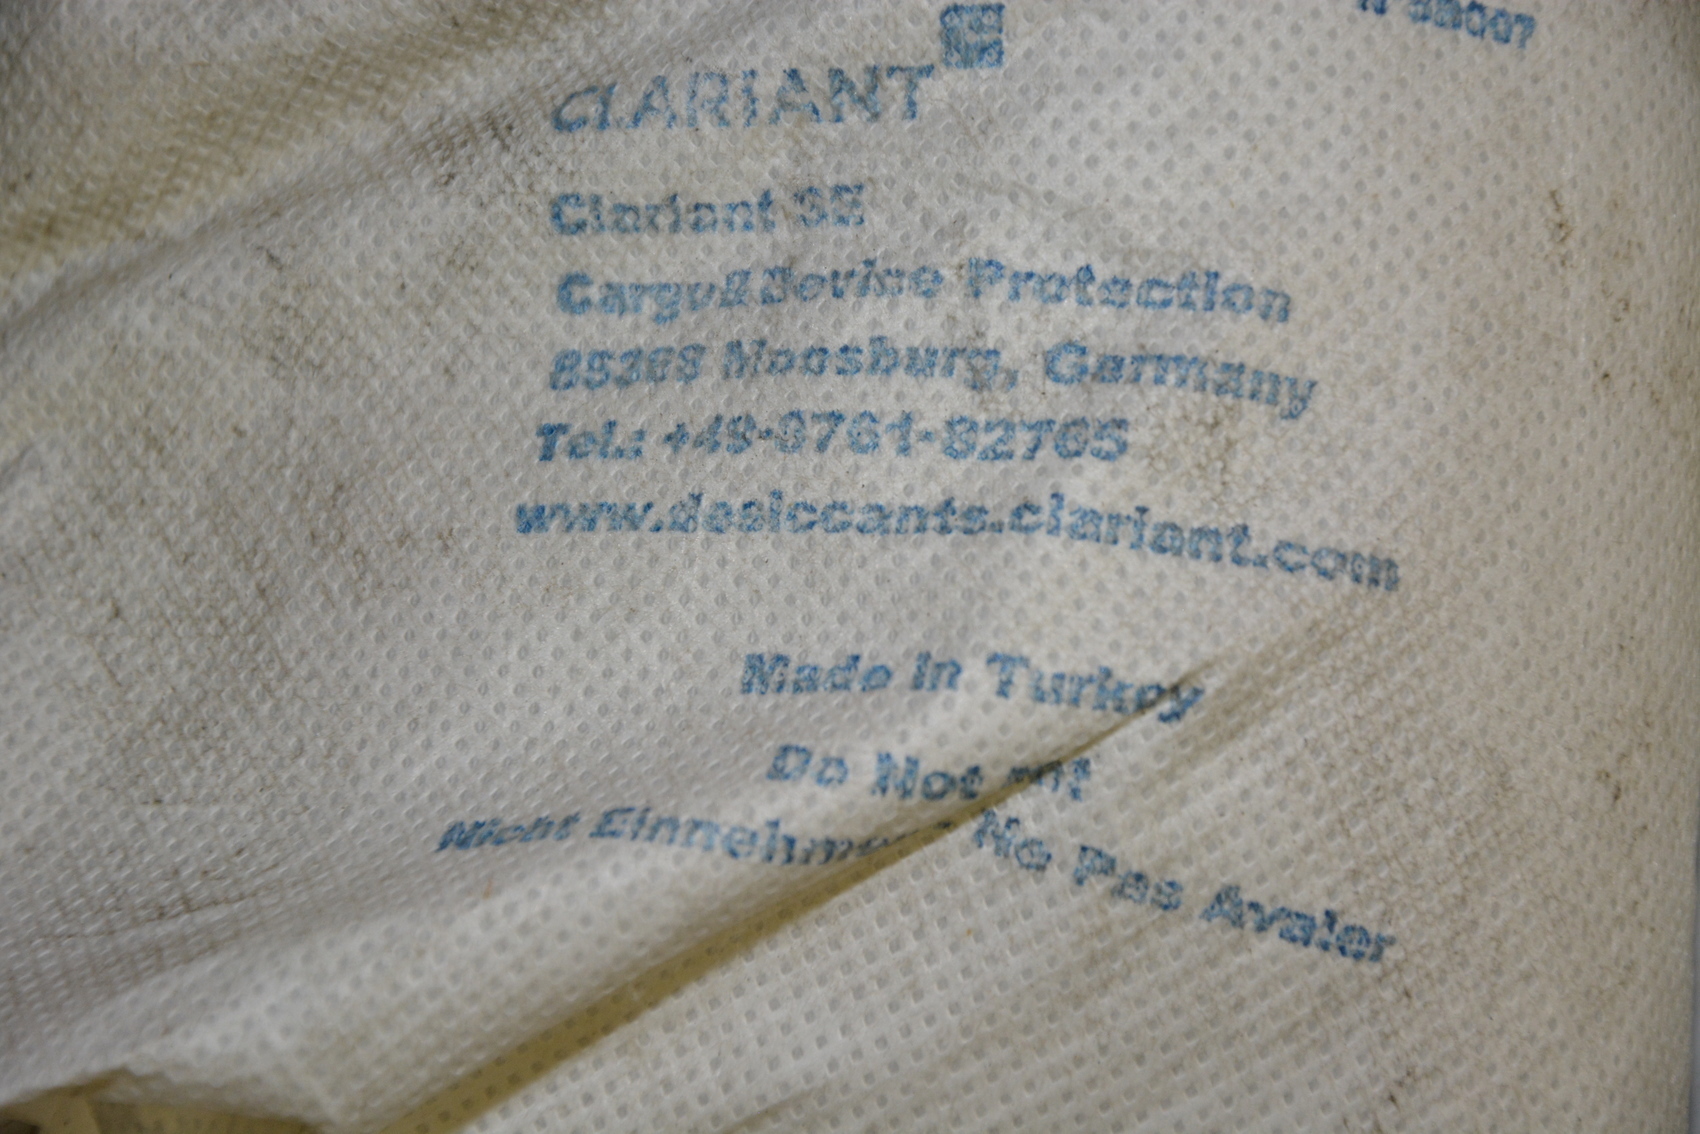 CLARIANT
Clariant SE
Cargo&Device Protection
85368 Moosburg, Germany
Tel.: +49-8761-82765
www.desiccants.clariant.com
Made in Turkey
Do Not
Nicht Einnehmen - Ne Pas Avaler